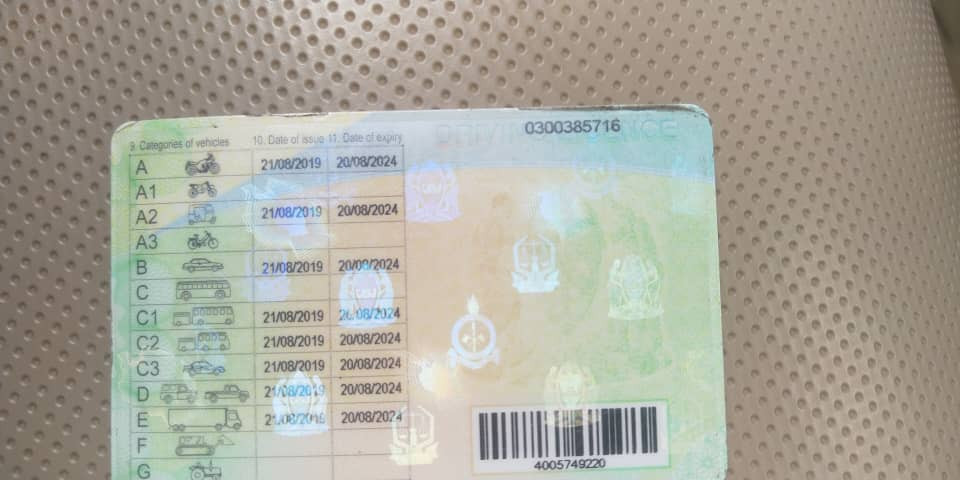 DRIVING LICENCE
0300385716
9. Categories of vehicles 10. Date of issue 11. Date of expiry
A 21/08/2019 20/08/2024
A1
A2 21/08/2019 20/08/2024
A3
B 21/08/2019 20/08/2024
C
C1 21/08/2019 20/08/2024
C2 21/08/2019 20/08/2024
C3 21/08/2019 20/08/2024
D 21/08/2019 20/08/2024
E 21/08/2019 20/08/2024
F
G
4005749220